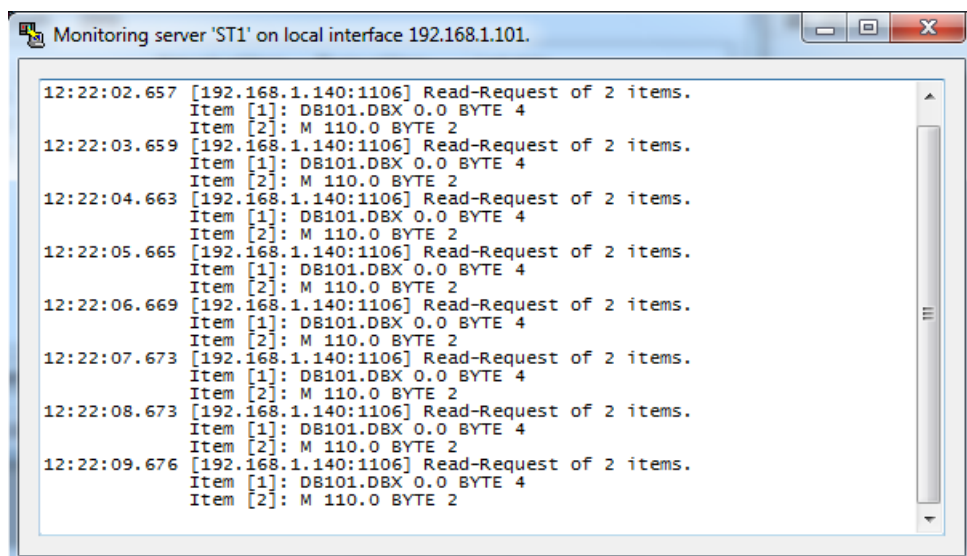 Monitoring server 'ST1' on local interface 192.168.1.101.
12:22:02.657 [192.168.1.140:1106] Read-Request of 2 items.
Item [1]: DB101.DBX 0.0 BYTE 4
Item [2]: M 110.0 BYTE 2
12:22:03.659 [192.168.1.140:1106] Read-Request of 2 items.
Item [1]: DB101.DBX 0.0 BYTE 4
Item [2]: M 110.0 BYTE 2
12:22:04.663 [192.168.1.140:1106] Read-Request of 2 items.
Item [1]: DB101.DBX 0.0 BYTE 4
Item [2]: M 110.0 BYTE 2
12:22:05.665 [192.168.1.140:1106] Read-Request of 2 items.
Item [1]: DB101.DBX 0.0 BYTE 4
Item [2]: M 110.0 BYTE 2
12:22:06.669 [192.168.1.140:1106] Read-Request of 2 items.
Item [1]: DB101.DBX 0.0 BYTE 4
Item [2]: M 110.0 BYTE 2
12:22:07.673 [192.168.1.140:1106] Read-Request of 2 items.
Item [1]: DB101.DBX 0.0 BYTE 4
Item [2]: M 110.0 BYTE 2
12:22:08.673 [192.168.1.140:1106] Read-Request of 2 items.
Item [1]: DB101.DBX 0.0 BYTE 4
Item [2]: M 110.0 BYTE 2
12:22:09.676 [192.168.1.140:1106] Read-Request of 2 items.
Item [1]: DB101.DBX 0.0 BYTE 4
Item [2]: M 110.0 BYTE 2